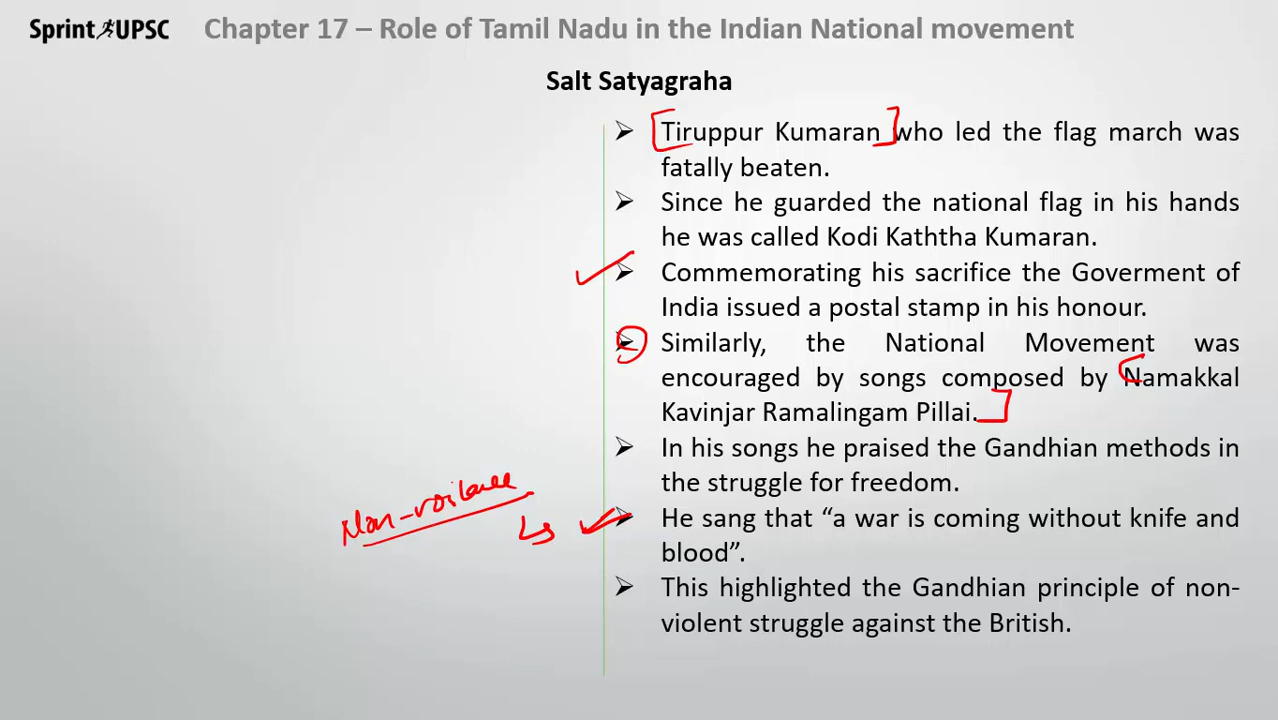 Sprint UPSC Chapter 17 – Role of Tamil Nadu in the Indian National movement
Salt Satyagraha
➢ Tiruppur Kumaran who led the flag march was
fatally beaten.
➢ Since he guarded the national flag in his hands
he was called Kodi Kaththa Kumaran.
➢ Commemorating his sacrifice the Goverment of
India issued a postal stamp in his honour.
➢ Similarly, the National Movement was
encouraged by songs composed by Namakkal
Kavinjar Ramalingam Pillai.
➢ In his songs he praised the Gandhian methods in
the struggle for freedom.
Non-voilence
➢ He sang that “a war is coming without knife and
blood”.
➢ This highlighted the Gandhian principle of non-
violent struggle against the British.